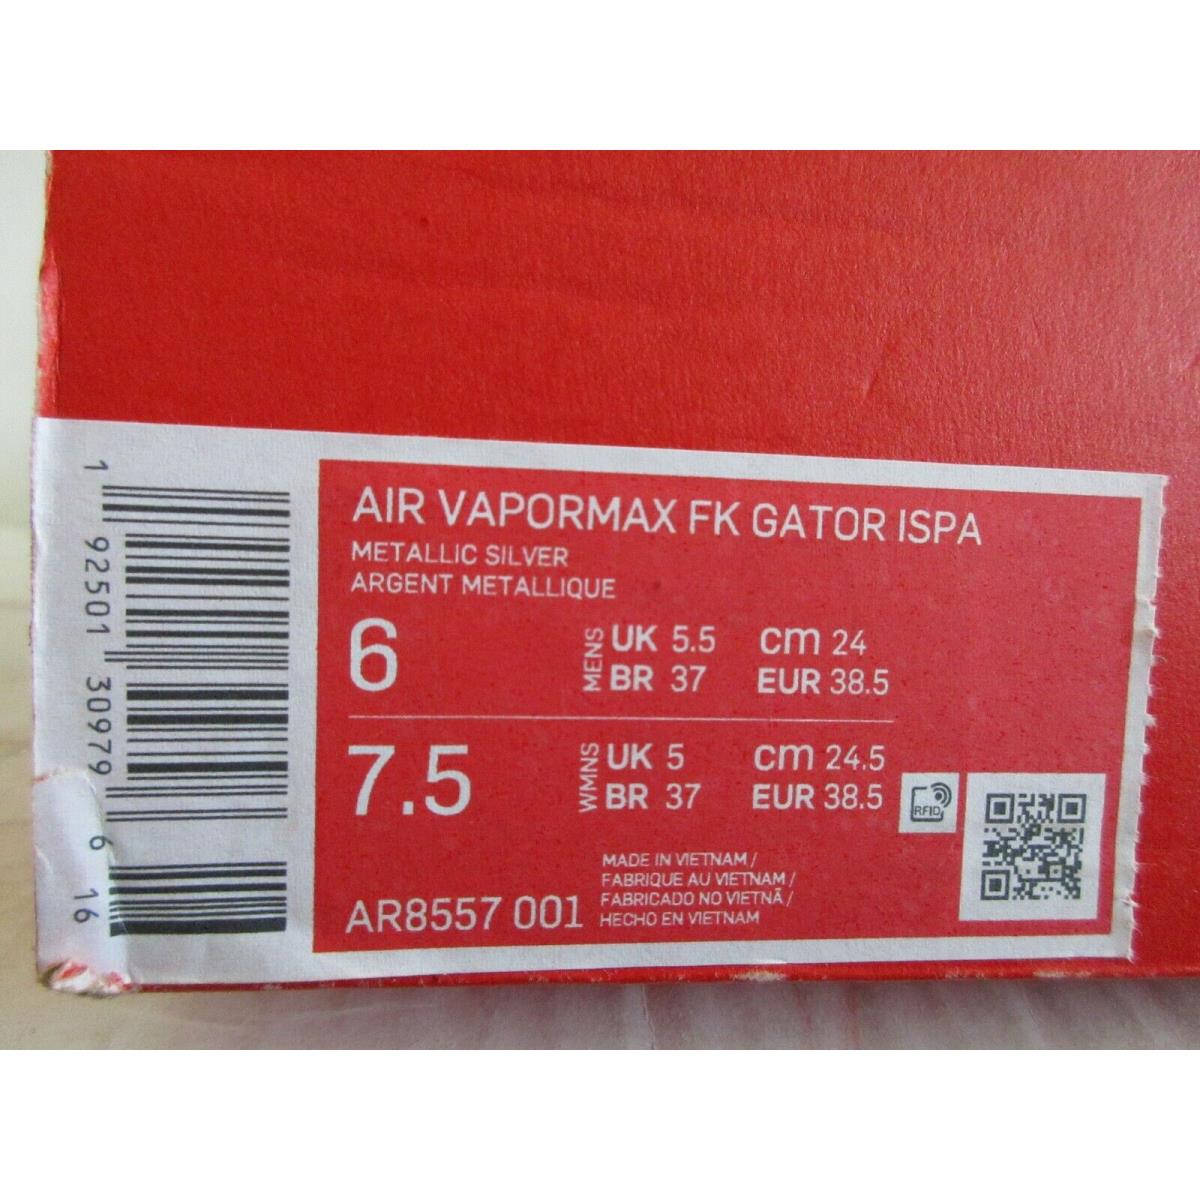 1 92501 30979 6 16
AIR VAPORMAX FK GATOR ISPA
METALLIC SILVER
ARGENT METALLIQUE
6 MENS UK 5.5 cm 24
BR 37 EUR 38.5
7.5 WMNS UK 5 cm 24.5
BR 37 EUR 38.5
RFID
MADE IN VIETNAM /
FABRIQUE AU VIETNAM /
FABRICADO NO VIETNÃ /
HECHO EN VIETNAM
AR8557 001